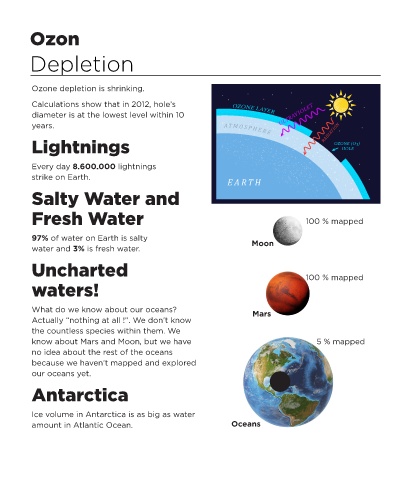 Ozon
Depletion
Ozone depletion is shrinking.
Calculations show that in 2012, hole's
diameter is at the lowest level within 10
years.
Lightnings
Every day 8.600.000 lightnings
strike on Earth.
Salty Water and
Fresh Water
97% of water on Earth is salty
water and 3% is fresh water.
Uncharted
waters!
What do we know about our oceans?
Actually "nothing at all !". We don't know
the countless species within them. We
know about Mars and Moon, but we have
no idea about the rest of the oceans
because we haven't mapped and explored
our oceans yet.
Antarctica
Ice volume in Antarctica is as big as water
amount in Atlantic Ocean.
OZONE LAYER
ATMOSPHERE
OZONE (O3)
HOLE
EARTH
100 % mapped
Moon
100 % mapped
Mars
5 % mapped
Oceans